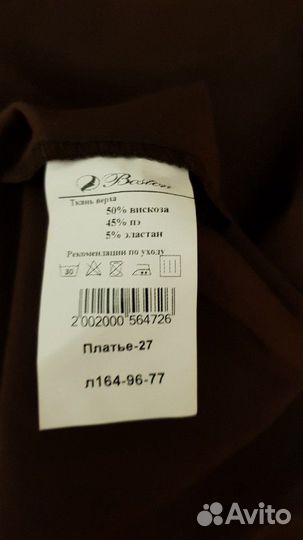 Boston
Ткань верха
50% вискоза
45% пэ
5% эластан
Рекомендации по уходу
30
2 002000 564726
Платье-27
л164-96-77
Avito